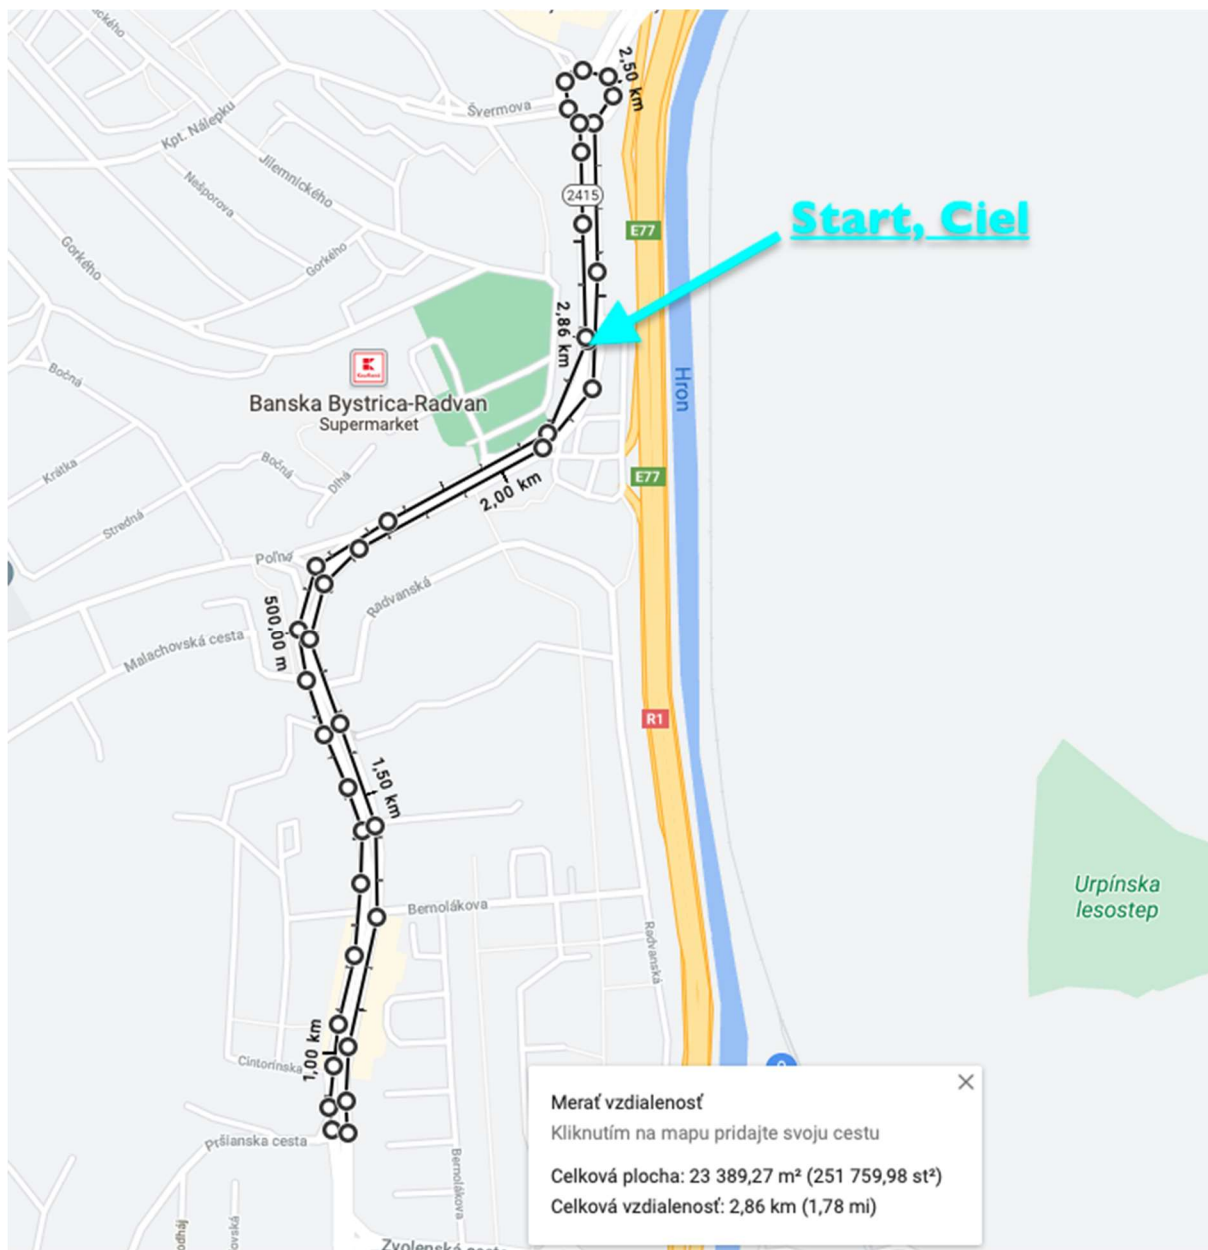 2,50 km
Švermova
Kpt. Nálepku
Jilemnického
Nešporova
2415
Start, Ciel
E77
Gorkého
Gorkého
2,86 km
K
Kaufland
Bočná
Hron
Banska Bystrica-Radvan
Supermarket
Bočná
Krátka
Dlhá
E77
2,00 km
Stredná
Poľná
Radvanská
500,00 m
Malachovská cesta
R1
1,50 km
Urpínska
lesostep
Bernolákova
Radvanská
1,00 km
Cintorínska
Pršianska cesta
Bernolákova
Merať vzdialenosť
Kliknutím na mapu pridajte svoju cestu
Celková plocha: 23 389,27 m² (251 759,98 st²)
Celková vzdialenosť: 2,86 km (1,78 mi)
Zvolenská cesta